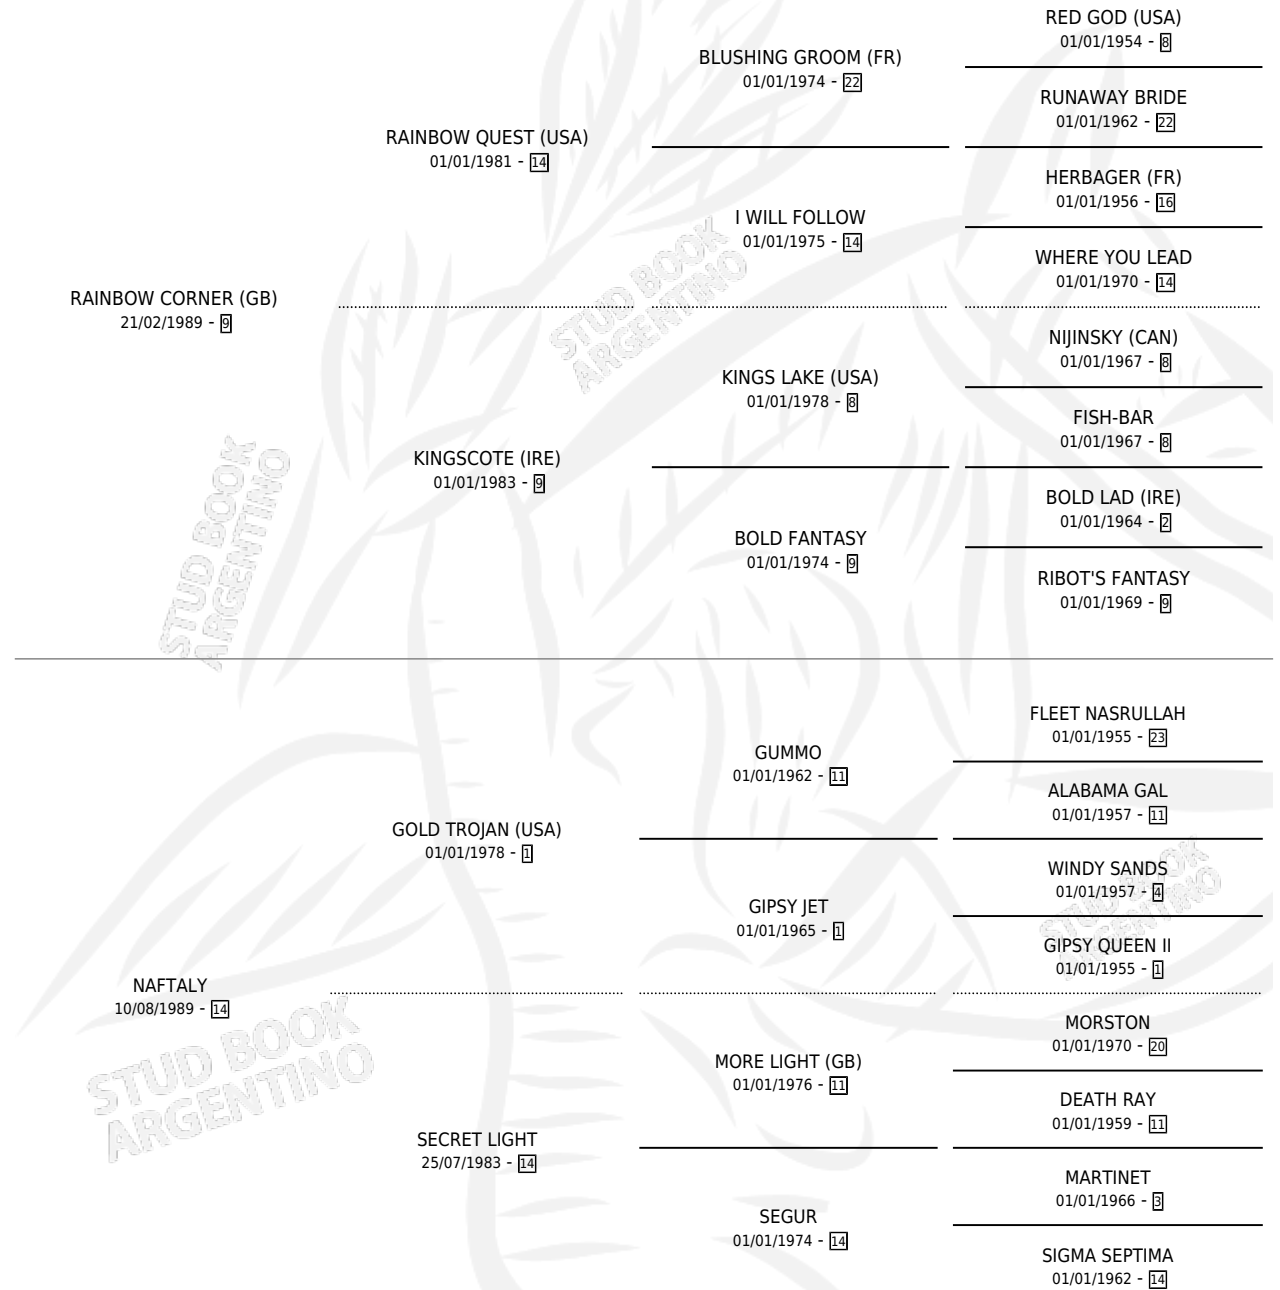 RED GOD (USA)
01/01/1954 - 8
BLUSHING GROOM (FR)
01/01/1974 - 22
RUNAWAY BRIDE
01/01/1962 - 22
RAINBOW QUEST (USA)
01/01/1981 - 14
HERBAGER (FR)
01/01/1956 - 16
I WILL FOLLOW
01/01/1975 - 14
WHERE YOU LEAD
01/01/1970 - 14
RAINBOW CORNER (GB)
21/02/1989 - 9
NIJINSKY (CAN)
01/01/1967 - 8
KINGS LAKE (USA)
01/01/1978 - 8
FISH-BAR
01/01/1967 - 8
KINGSCOTE (IRE)
01/01/1983 - 9
BOLD LAD (IRE)
01/01/1964 - 2
BOLD FANTASY
01/01/1974 - 9
RIBOT'S FANTASY
01/01/1969 - 9
STUD BOOK
ARGENTINO
STUD BOOK
ARGENTINO
FLEET NASRULLAH
01/01/1955 - 23
GUMMO
01/01/1962 - 11
ALABAMA GAL
01/01/1957 - 11
GOLD TROJAN (USA)
01/01/1978 - 1
WINDY SANDS
01/01/1957 - 4
GIPSY JET
01/01/1965 - 1
GIPSY QUEEN II
01/01/1955 - 1
NAFTALY
10/08/1989 - 14
MORSTON
01/01/1970 - 20
MORE LIGHT (GB)
01/01/1976 - 11
DEATH RAY
01/01/1959 - 11
SECRET LIGHT
25/07/1983 - 14
MARTINET
01/01/1966 - 3
SEGUR
01/01/1974 - 14
SIGMA SEPTIMA
01/01/1962 - 14
STUD BOOK
ARGENTINO
STUD BOOK
ARGENTINO